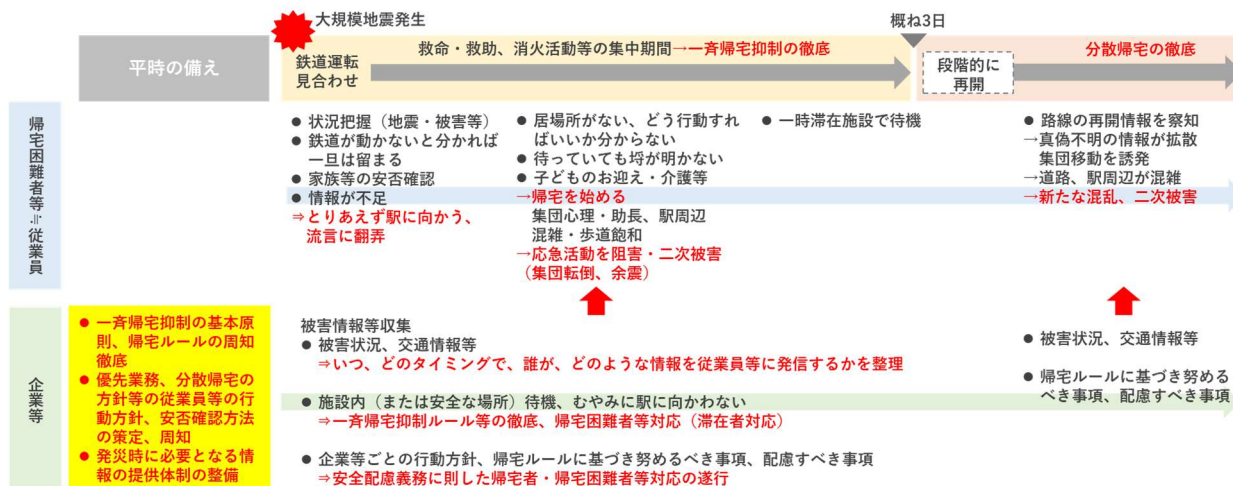 大規模地震発生
概ね3日
平時の備え
救命・救助、消火活動等の集中期間→一斉帰宅抑制の徹底
鉄道運転
見合わせ
段階的に
再開
分散帰宅の徹底
帰宅困難者等≒従業員
● 状況把握（地震・被害等）
● 鉄道が動かないと分かれば
一旦は留まる
● 家族等の安否確認
● 情報が不足
⇒とりあえず駅に向かう、
流言に翻弄
● 居場所がない、どう行動すれ
ばいいか分からない
● 待っていても埒が明かない
● 子どものお迎え・介護等
→帰宅を始める
集団心理・助長、駅周辺
混雑・歩道飽和
→応急活動を阻害・二次被害
（集団転倒、余震）
● 一時滞在施設で待機
● 路線の再開情報を察知
→真偽不明の情報が拡散
集団移動を誘発
→道路、駅周辺が混雑
→新たな混乱、二次被害
企業等
● 一斉帰宅抑制の基本原
則、帰宅ルールの周知
徹底
● 優先業務、分散帰宅の
方針等の従業員等の行
動方針、安否確認方法
の策定、周知
● 発災時に必要となる情
報の提供体制の整備
被害情報等収集
● 被害状況、交通情報等
⇒いつ、どのタイミングで、誰が、どのような情報を従業員等に発信するかを整理
● 施設内（または安全な場所）待機、むやみに駅に向かわない
⇒一斉帰宅抑制ルール等の徹底、帰宅困難者等対応（滞在者対応）
● 企業等ごとの行動方針、帰宅ルールに基づき努めるべき事項、配慮すべき事項
⇒安全配慮義務に則した帰宅者・帰宅困難者等対応の遂行
● 被害状況、交通情報等
● 帰宅ルールに基づき努める
べき事項、配慮すべき事項